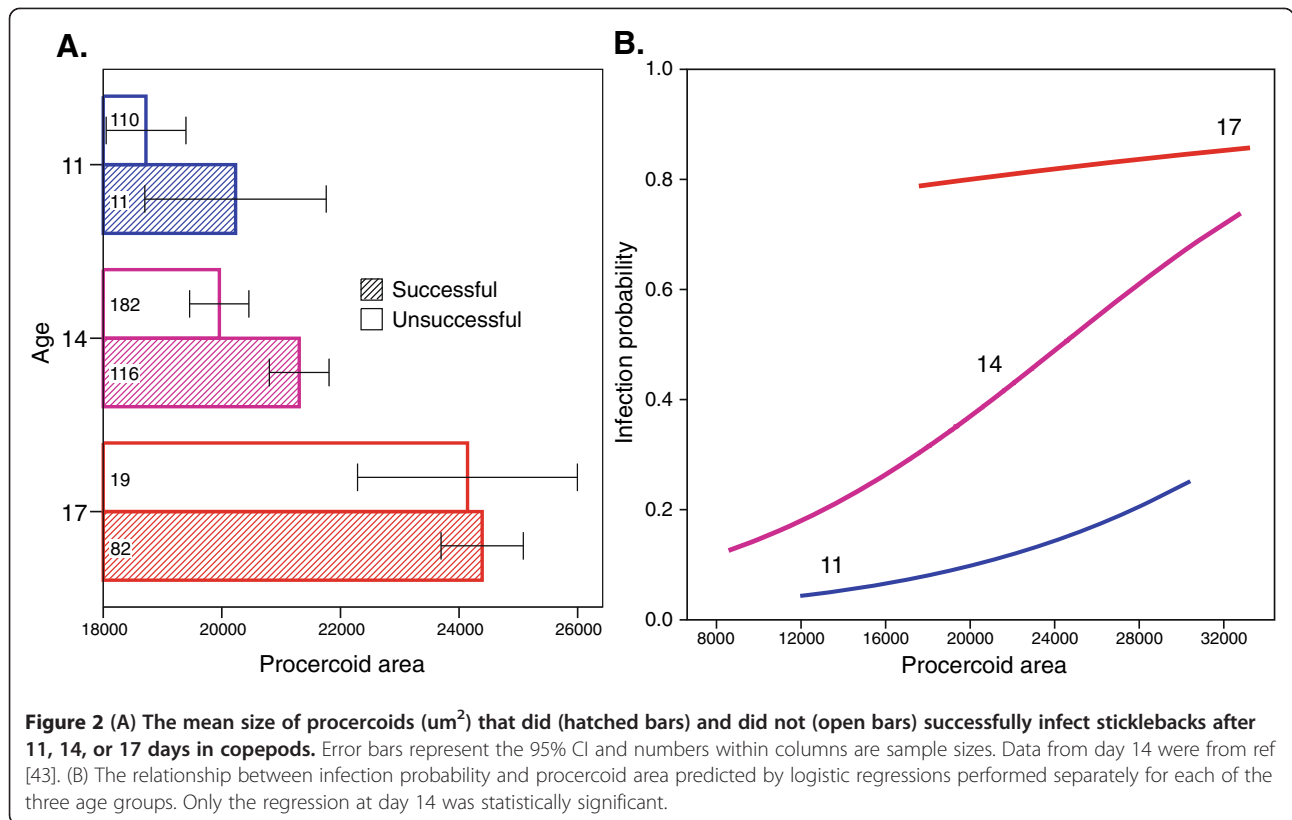 A.
110
11
11
182
14
116
19
17
82
Age
Successful
Unsuccessful
18000 20000 22000 24000 26000
Procercoid area
B.
1.0
0.8
0.6
0.4
0.2
0.0
Infection probability
17
14
11
8000 12000 16000 20000 24000 28000 32000
Procercoid area
Figure 2 (A) The mean size of procercoids (um²) that did (hatched bars) and did not (open bars) successfully infect sticklebacks after
11, 14, or 17 days in copepods. Error bars represent the 95% CI and numbers within columns are sample sizes. Data from day 14 were from ref
[43]. (B) The relationship between infection probability and procercoid area predicted by logistic regressions performed separately for each of the
three age groups. Only the regression at day 14 was statistically significant.